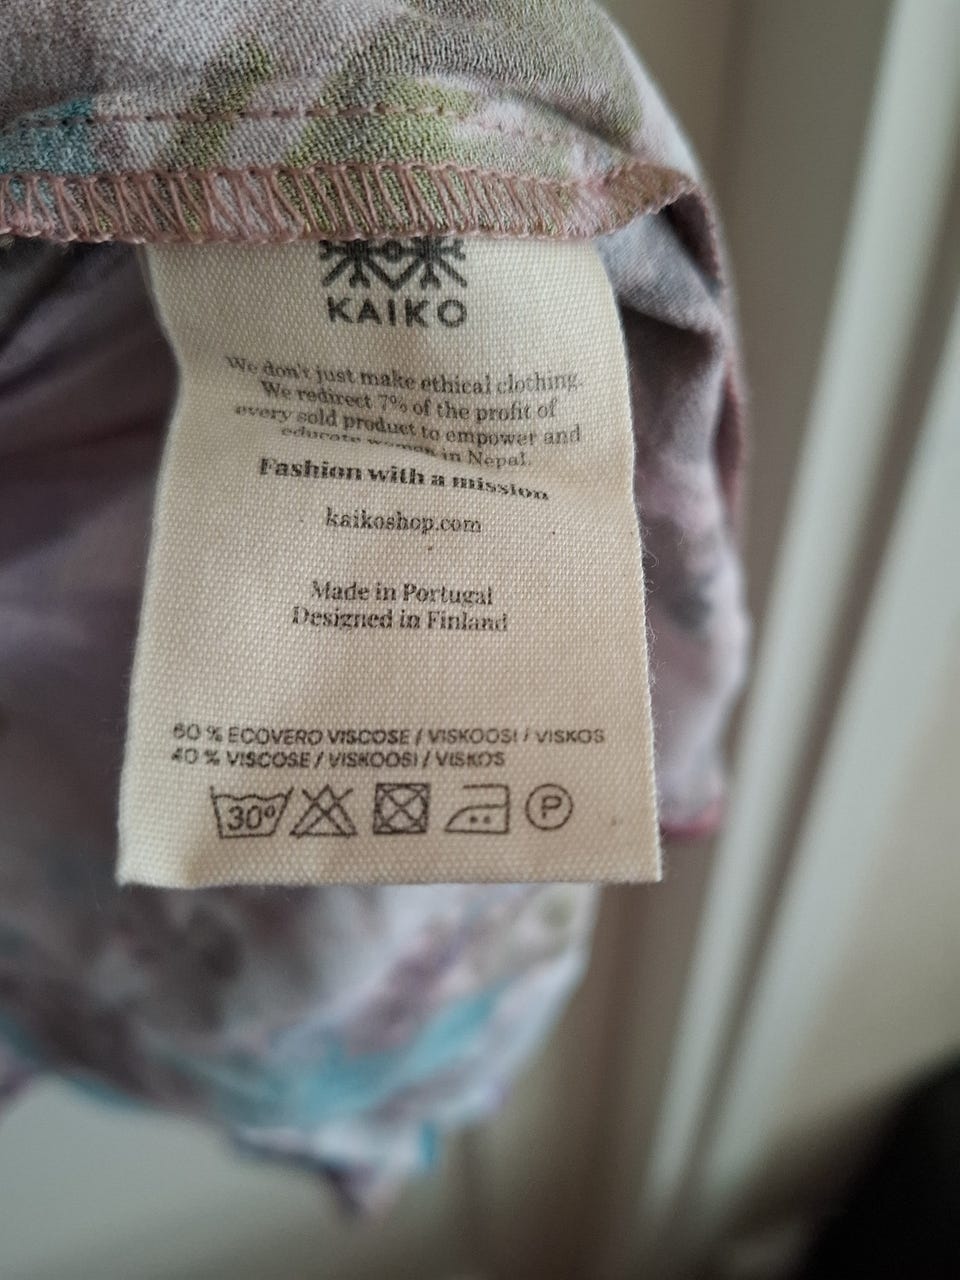 KAIKO
We don't just make ethical clothing.
We redirect 7% of the profit of
every sold product to empower and
educate women in Nepal.
Fashion with a mission
kaikoshop.com
Made in Portugal
Designed in Finland
60 % ECOVERO VISCOSE / VISKOOSI / VISKOS
40 % VISCOSE / VISKOOSI / VISKOS
30° P